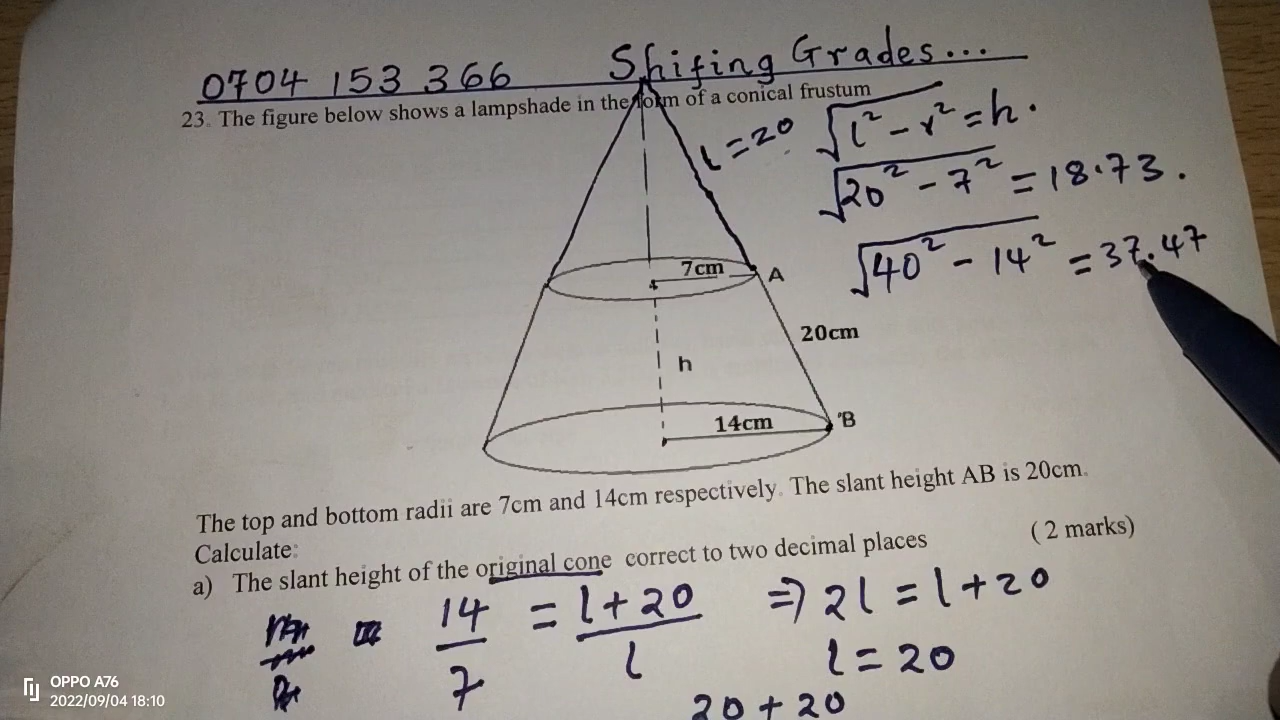 0704 153 366 Shifing Grades...
23. The figure below shows a lampshade in the form of a conical frustum
l = 20
√l² - r² = h.
√20² - 7² = 18.73.
√40² - 14² = 37.47
7cm
A
20cm
h
14cm
B
The top and bottom radii are 7cm and 14cm respectively. The slant height AB is 20cm.
Calculate:
a) The slant height of the original cone correct to two decimal places (2 marks)
14/7 = l + 20/l ⇒ 2l = l + 20
l = 20
20 + 20
OPPO A76
2022/09/04 18:10